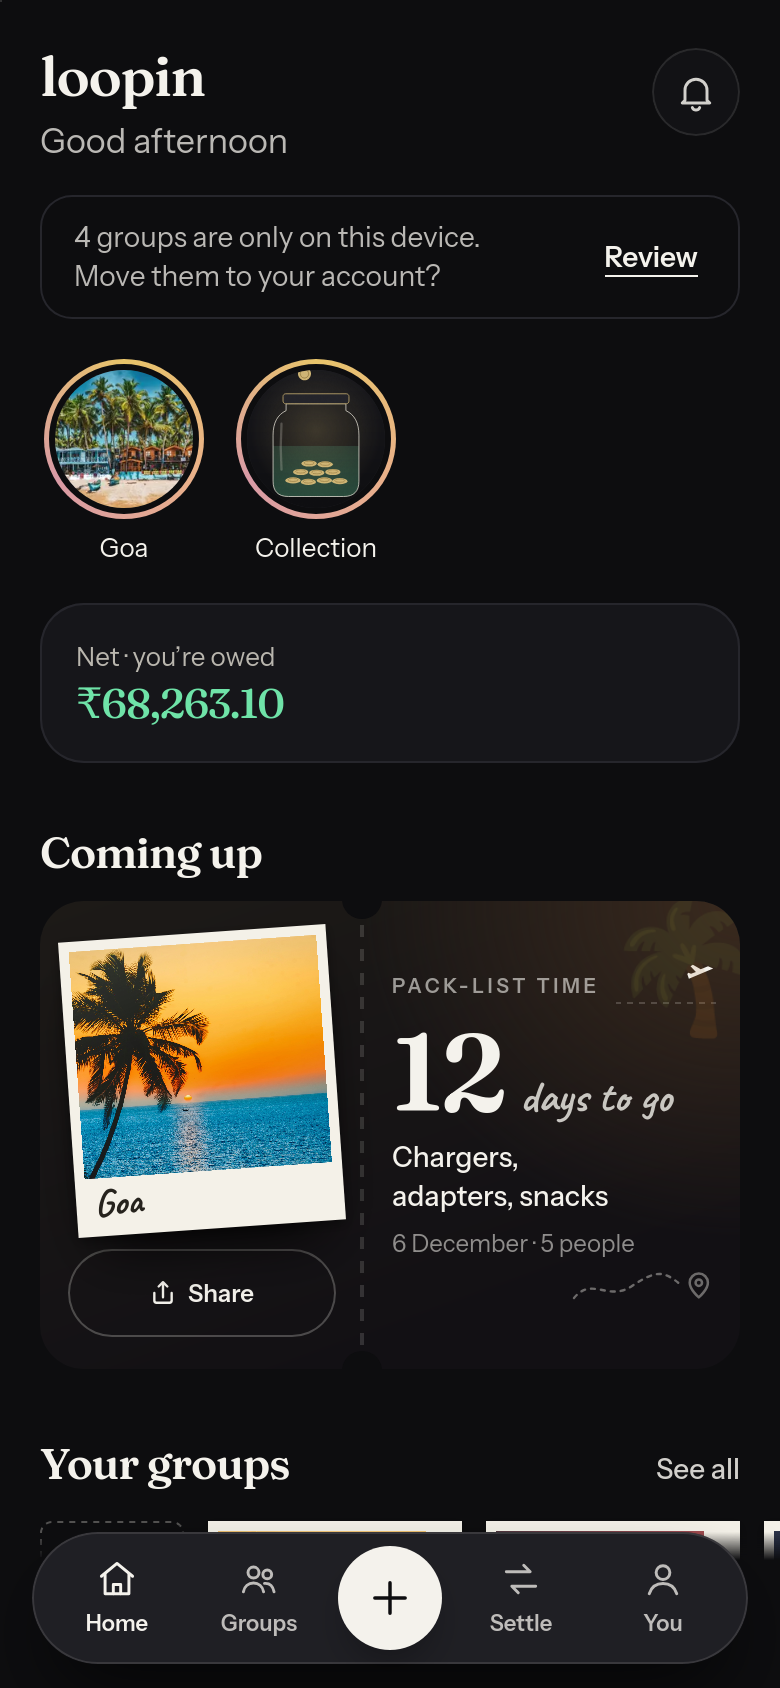 loopin
Good afternoon
4 groups are only on this device.
Move them to your account?
Review
Goa
Collection
Net · you’re owed
₹68,263.10
Coming up
Goa
Share
PACK-LIST TIME
12 days to go
Chargers,
adapters, snacks
6 December · 5 people
Your groups
See all
Home
Groups
Settle
You